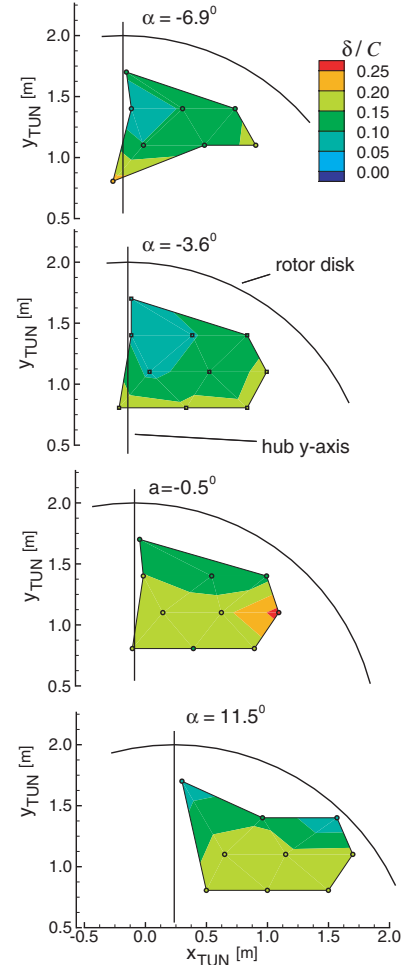 α = -6.9⁰
δ/C
0.25
0.20
0.15
0.10
0.05
0.00
2.0
1.5
1.0
0.5
y_TUN [m]
α = -3.6⁰
rotor disk
2.0
1.5
1.0
0.5
y_TUN [m]
hub y-axis
a=-0.5⁰
2.0
1.5
1.0
0.5
y_TUN [m]
α = 11.5⁰
2.0
1.5
1.0
0.5
y_TUN [m]
-0.5 0.0 0.5 1.0 1.5 2.0
x_TUN [m]